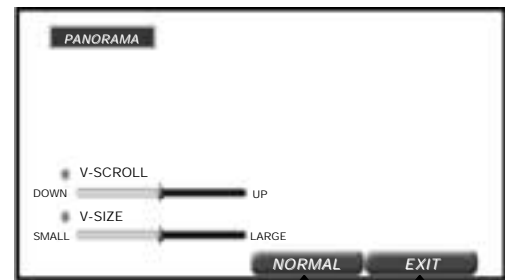 PANORAMA
V-SCROLL
DOWN UP
V-SIZE
SMALL LARGE
NORMAL EXIT